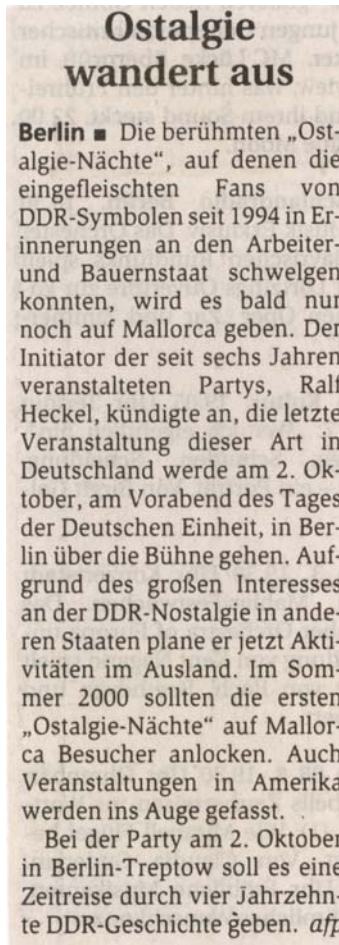 Ostalgie
wandert aus
Berlin ■ Die berühmten „Ost-
algie-Nächte“, auf denen die
eingefleischten Fans von
DDR-Symbolen seit 1994 in Er-
innerungen an den Arbeiter-
und Bauernstaat schwelgen
konnten, wird es bald nur
noch auf Mallorca geben. Der
Initiator der seit sechs Jahren
veranstalteten Partys, Ralf
Heckel, kündigte an, die letzte
Veranstaltung dieser Art in
Deutschland werde am 2. Ok-
tober, am Vorabend des Tages
der Deutschen Einheit, in Ber-
lin über die Bühne gehen. Auf-
grund des großen Interesses
an der DDR-Nostalgie in ande-
ren Staaten plane er jetzt Akti-
vitäten im Ausland. Im Som-
mer 2000 sollten die ersten
„Ostalgie-Nächte“ auf Mallor-
ca Besucher anlocken. Auch
Veranstaltungen in Amerika
werden ins Auge gefasst.
Bei der Party am 2. Oktober
in Berlin-Treptow soll es eine
Zeitreise durch vier Jahrzehn-
te DDR-Geschichte geben. afp